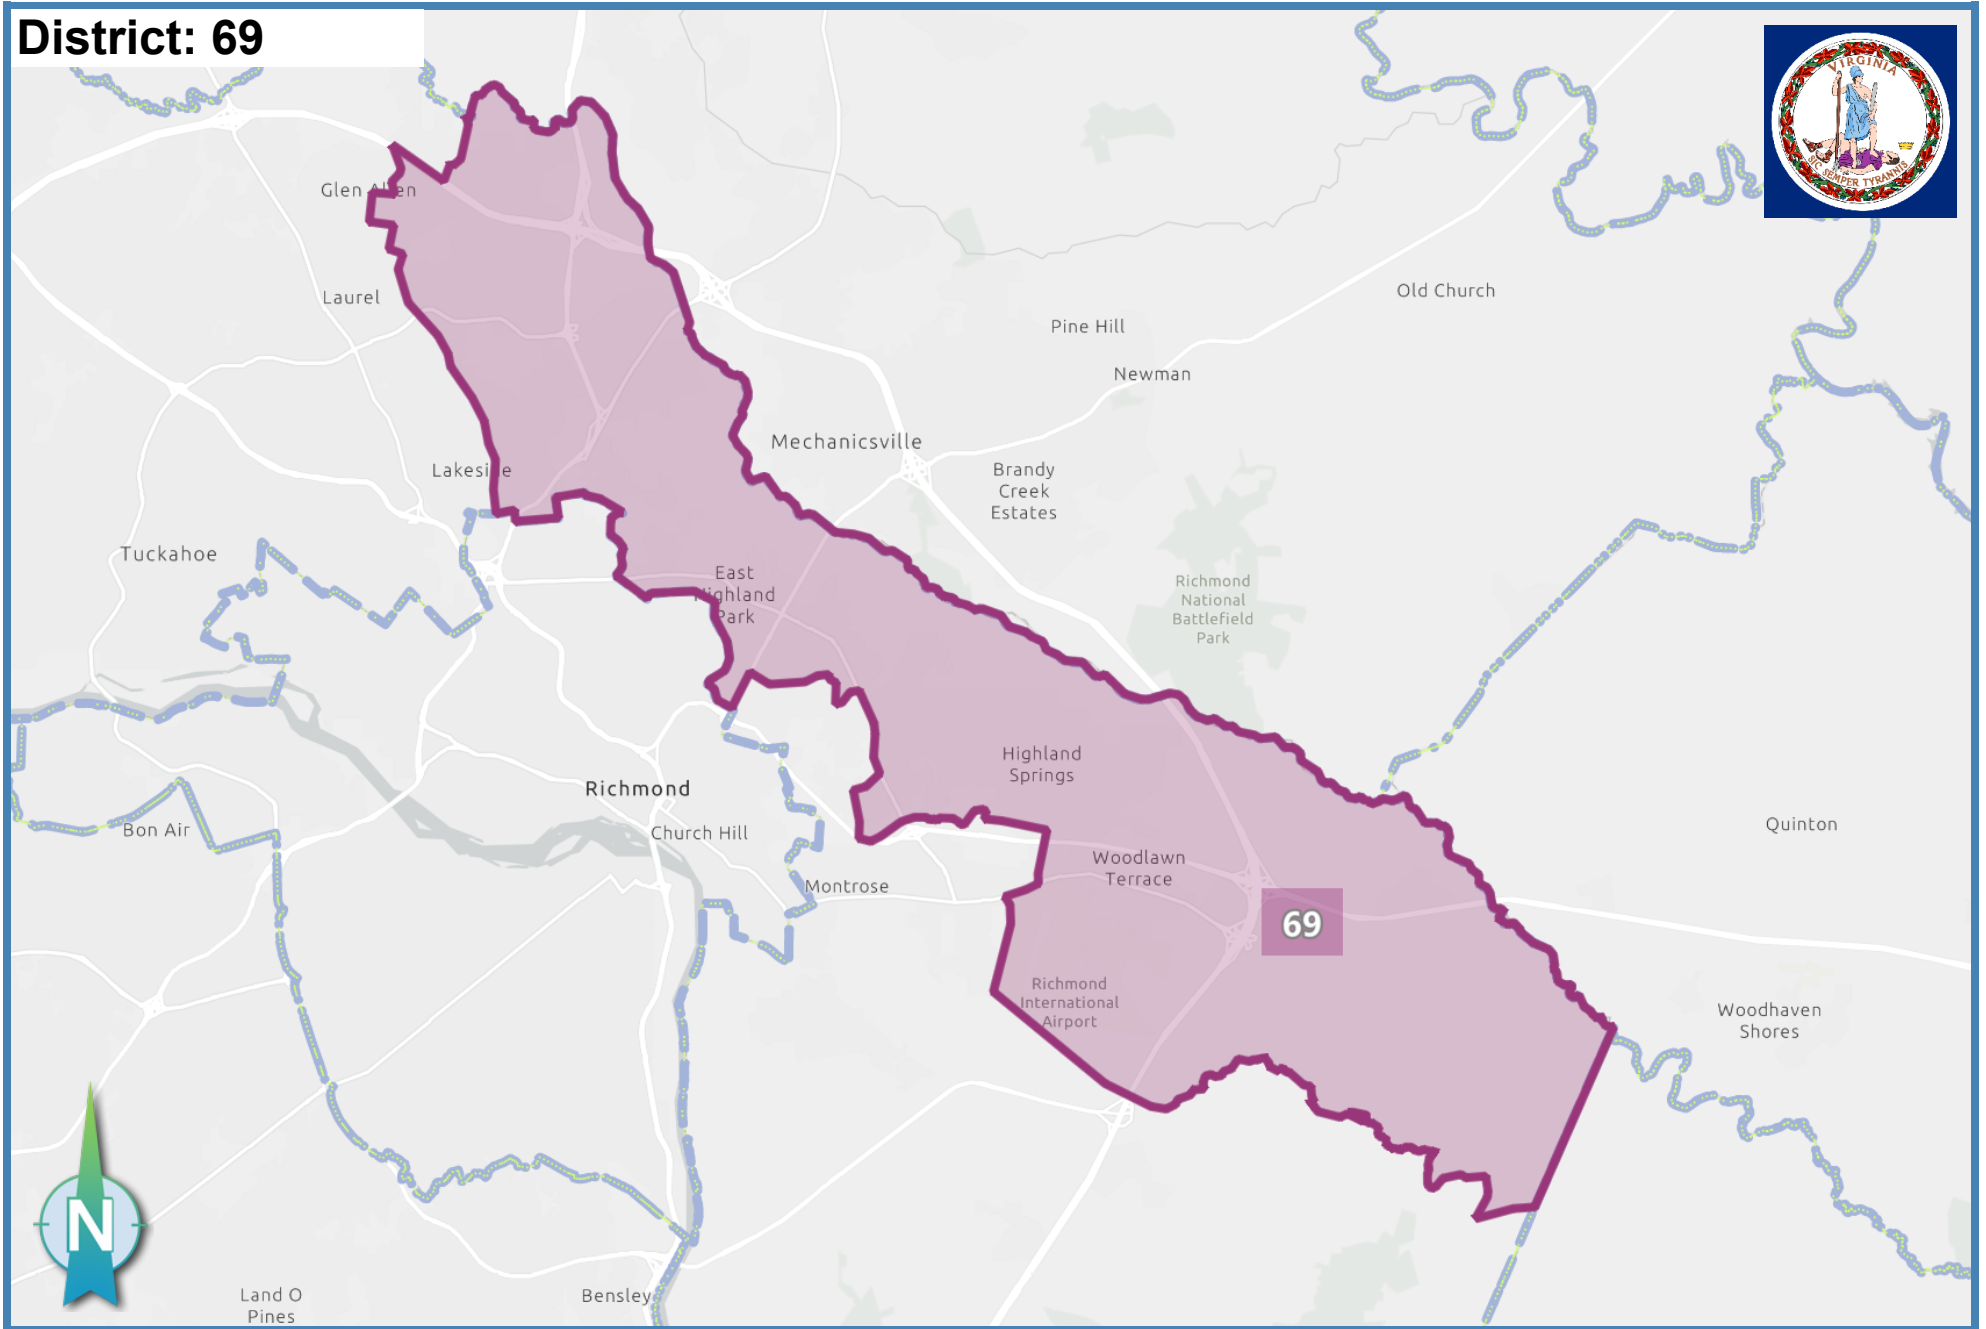 District: 69
VIRGINIA
SIC SEMPER TYRANNIS
Glen Allen
Laurel
Old Church
Pine Hill
Newman
Mechanicsville
Lakeside
Brandy
Creek
Estates
Tuckahoe
East
Highland
Park
Richmond
National
Battlefield
Park
Highland
Springs
Richmond
Church Hill
Bon Air
Quinton
Woodlawn
Terrace
Montrose
69
Richmond
International
Airport
Woodhaven
Shores
N
Land O
Pines
Bensley